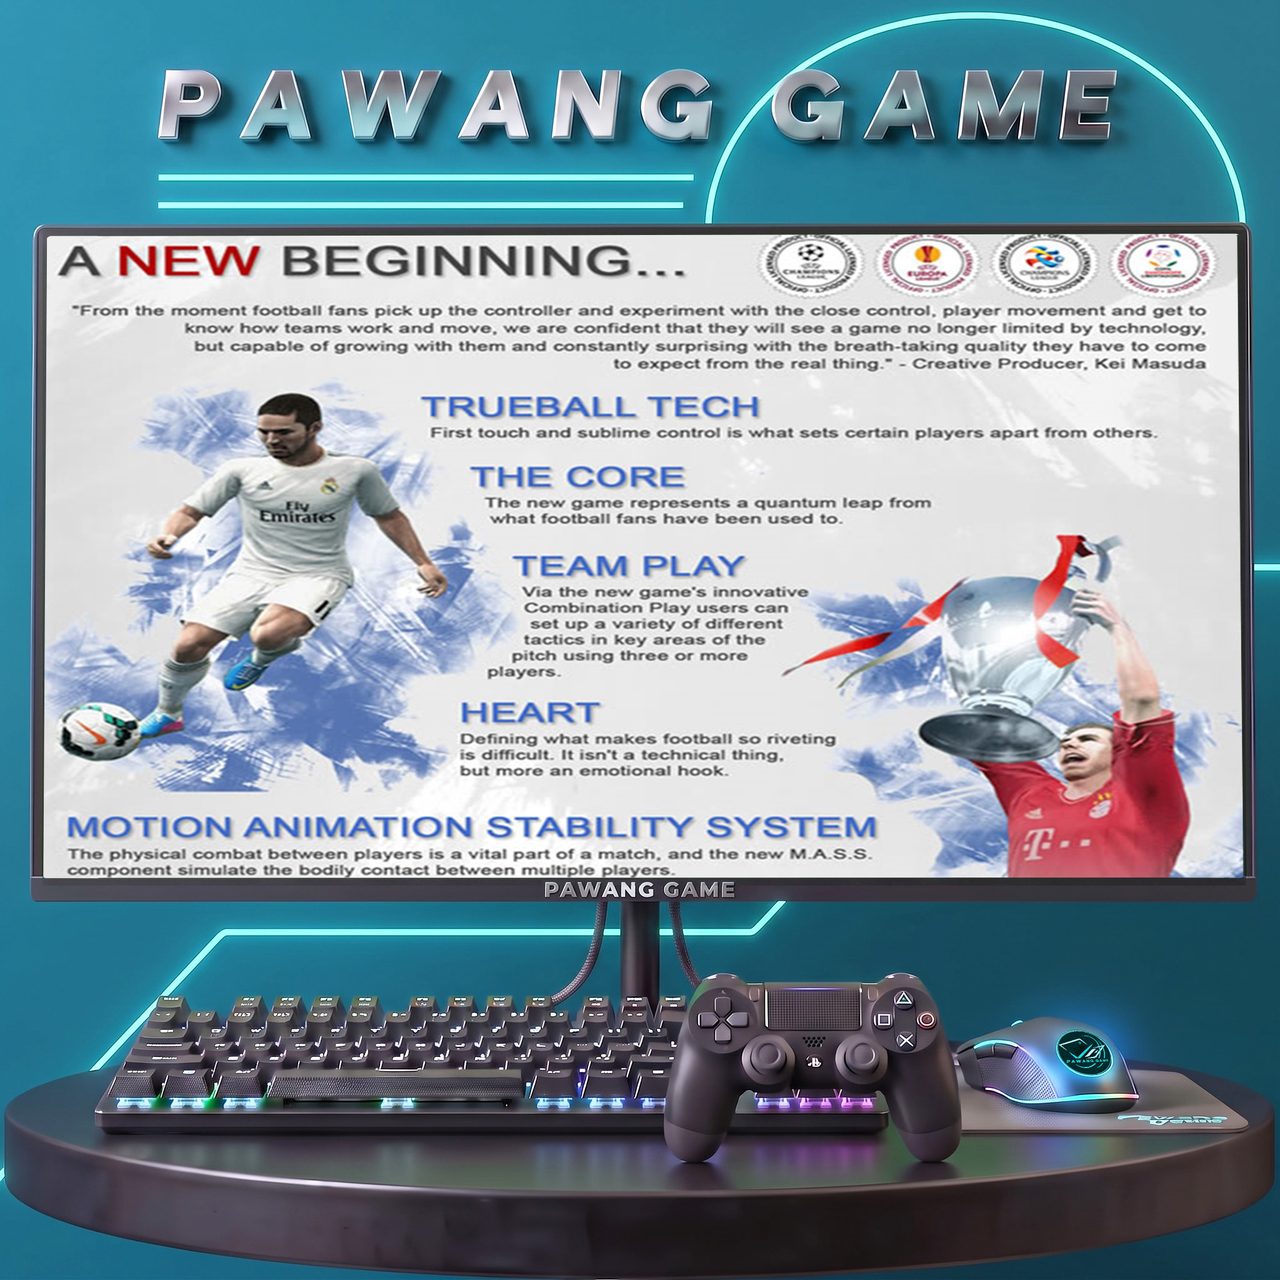 PAWANG GAME
A NEW BEGINNING...
CHAMPIONS
LEAGUE
EUROPA
CHAMPIONS
LEAGUE
"From the moment football fans pick up the controller and experiment with the close control, player movement and get to
know how teams work and move, we are confident that they will see a game no longer limited by technology,
but capable of growing with them and constantly surprising with the breath-taking quality they have to come
to expect from the real thing." - Creative Producer, Kei Masuda
TRUEBALL TECH
First touch and sublime control is what sets certain players apart from others.
THE CORE
The new game represents a quantum leap from
what football fans have been used to.
Fly
Emirates
TEAM PLAY
Via the new game's innovative
Combination Play users can
set up a variety of different
tactics in key areas of the
pitch using three or more
players.
HEART
Defining what makes football so riveting
is difficult. It isn't a technical thing,
but more an emotional hook.
MOTION ANIMATION STABILITY SYSTEM
The physical combat between players is a vital part of a match, and the new M.A.S.S.
component simulate the bodily contact between multiple players.
PAWANG GAME
PAWANG GAME